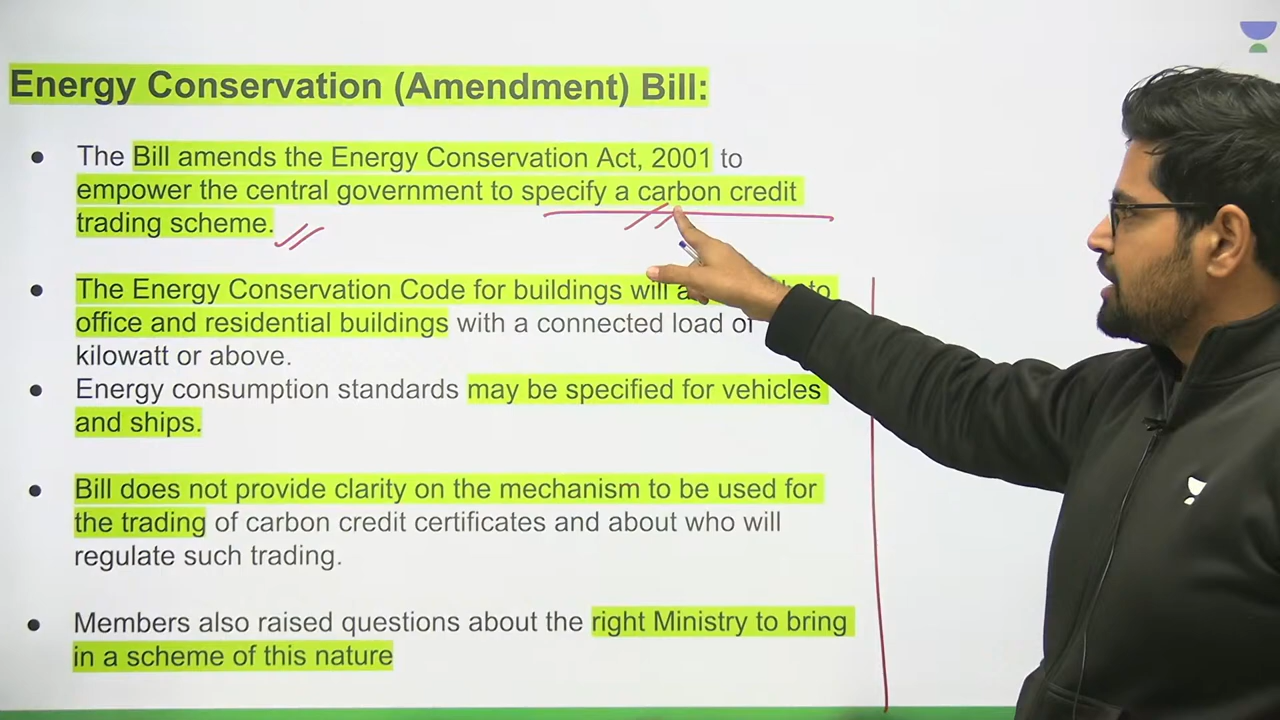 Energy Conservation (Amendment) Bill:
● The Bill amends the Energy Conservation Act, 2001 to
empower the central government to specify a carbon credit
trading scheme.
● The Energy Conservation Code for buildings will to
office and residential buildings with a connected load of
kilowatt or above.
● Energy consumption standards may be specified for vehicles
and ships.
● Bill does not provide clarity on the mechanism to be used for
the trading of carbon credit certificates and about who will
regulate such trading.
● Members also raised questions about the right Ministry to bring
in a scheme of this nature